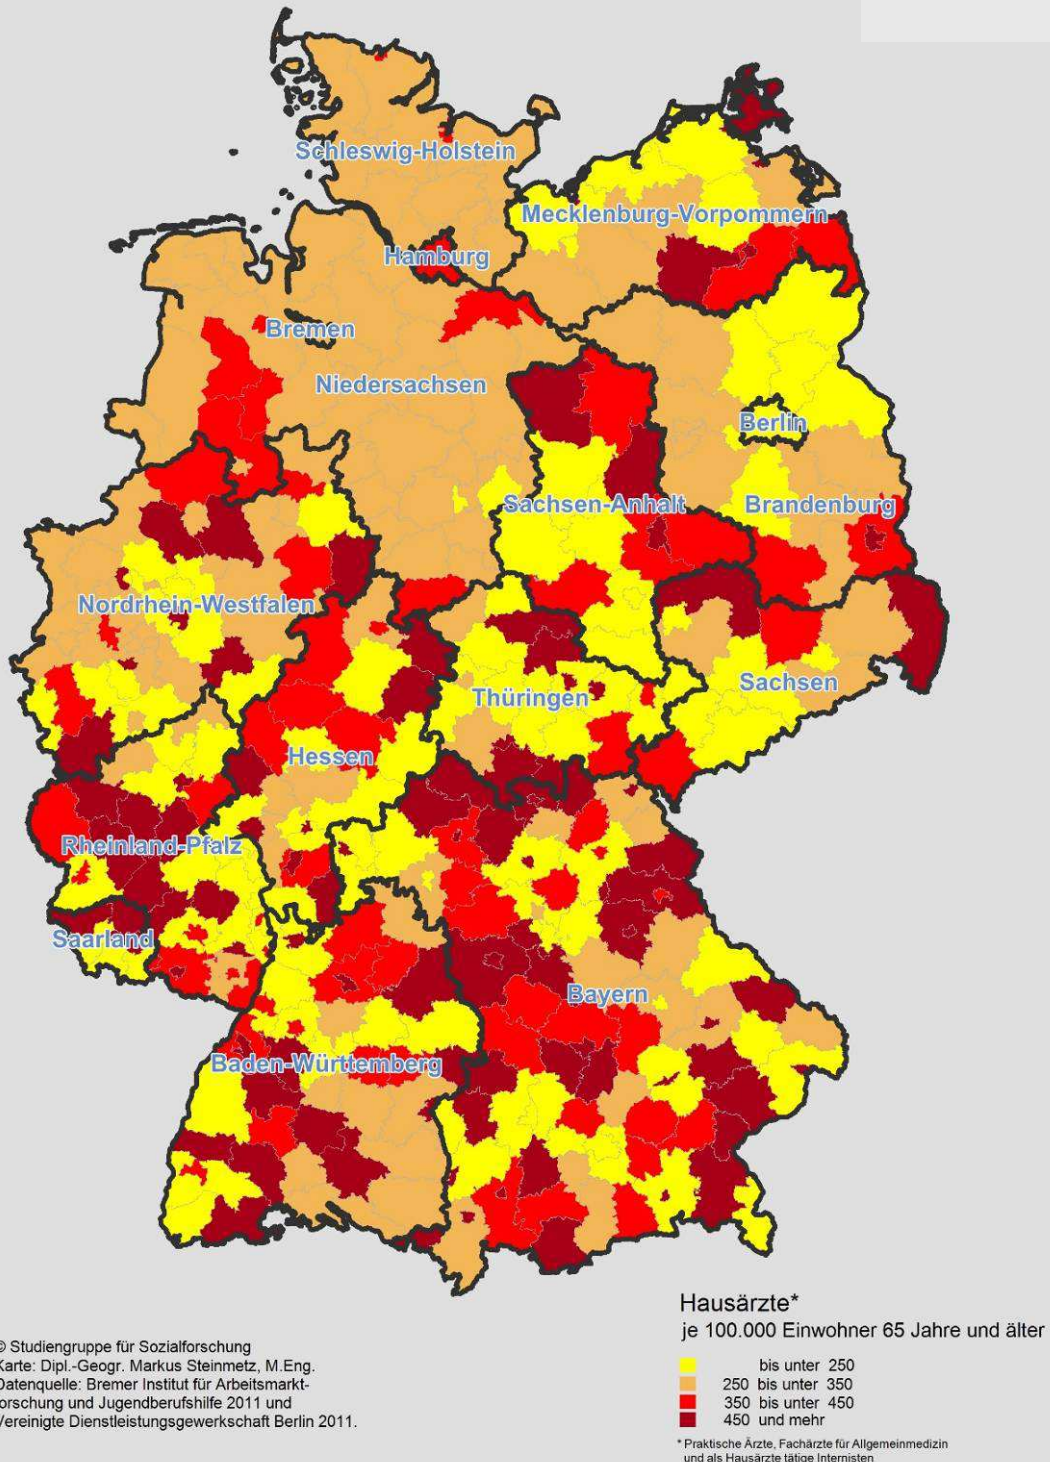 Schleswig-Holstein
Mecklenburg-Vorpommern
Hamburg
Bremen
Niedersachsen
Berlin
Sachsen-Anhalt
Brandenburg
Nordrhein-Westfalen
Sachsen
Thüringen
Hessen
Rheinland-Pfalz
Saarland
Bayern
Baden-Württemberg
Hausärzte*
je 100.000 Einwohner 65 Jahre und älter
bis unter 250
250 bis unter 350
350 bis unter 450
450 und mehr
* Praktische Ärzte, Fachärzte für Allgemeinmedizin
und als Hausärzte tätige Internisten
© Studiengruppe für Sozialforschung
Karte: Dipl.-Geogr. Markus Steinmetz, M.Eng.
Datenquelle: Bremer Institut für Arbeitsmarkt-
forschung und Jugendberufshilfe 2011 und
Vereinigte Dienstleistungsgewerkschaft Berlin 2011.